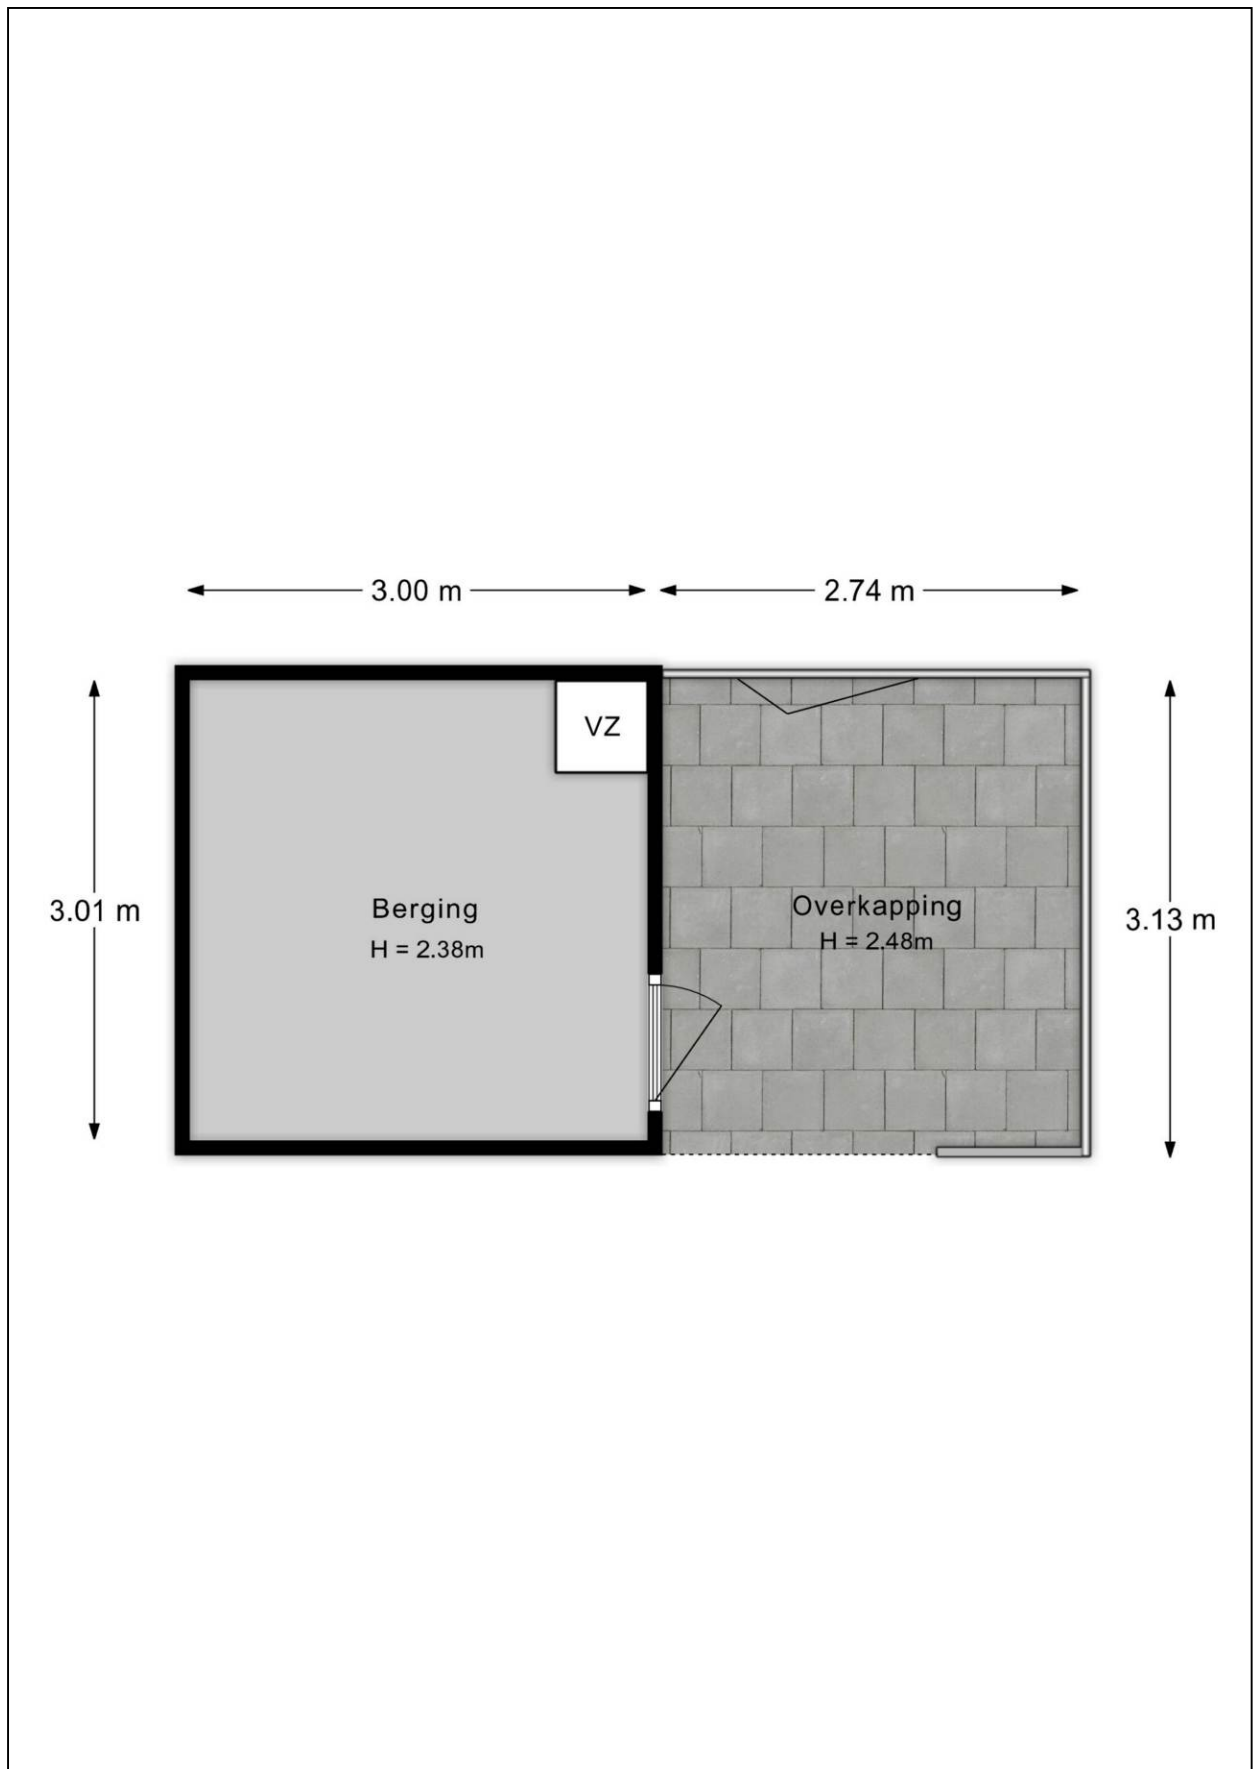 3.00 m
2.74 m
VZ
3.01 m
Berging
H = 2.38m
Overkapping
H = 2.48m
3.13 m